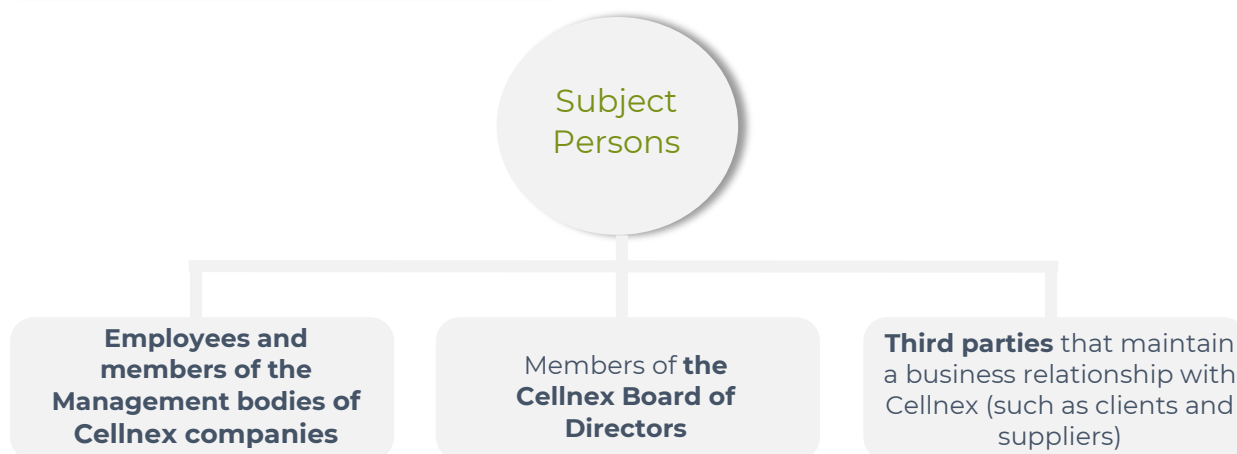 Subject
Persons
Employees and
members of the
Management bodies of
Cellnex companies
Members of the
Cellnex Board of
Directors
Third parties that maintain
a business relationship with
Cellnex (such as clients and
suppliers)